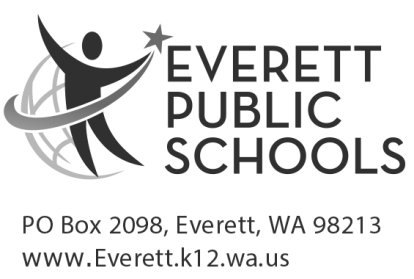 EVERETT
PUBLIC
SCHOOLS
PO Box 2098, Everett, WA 98213
www.Everett.k12.wa.us